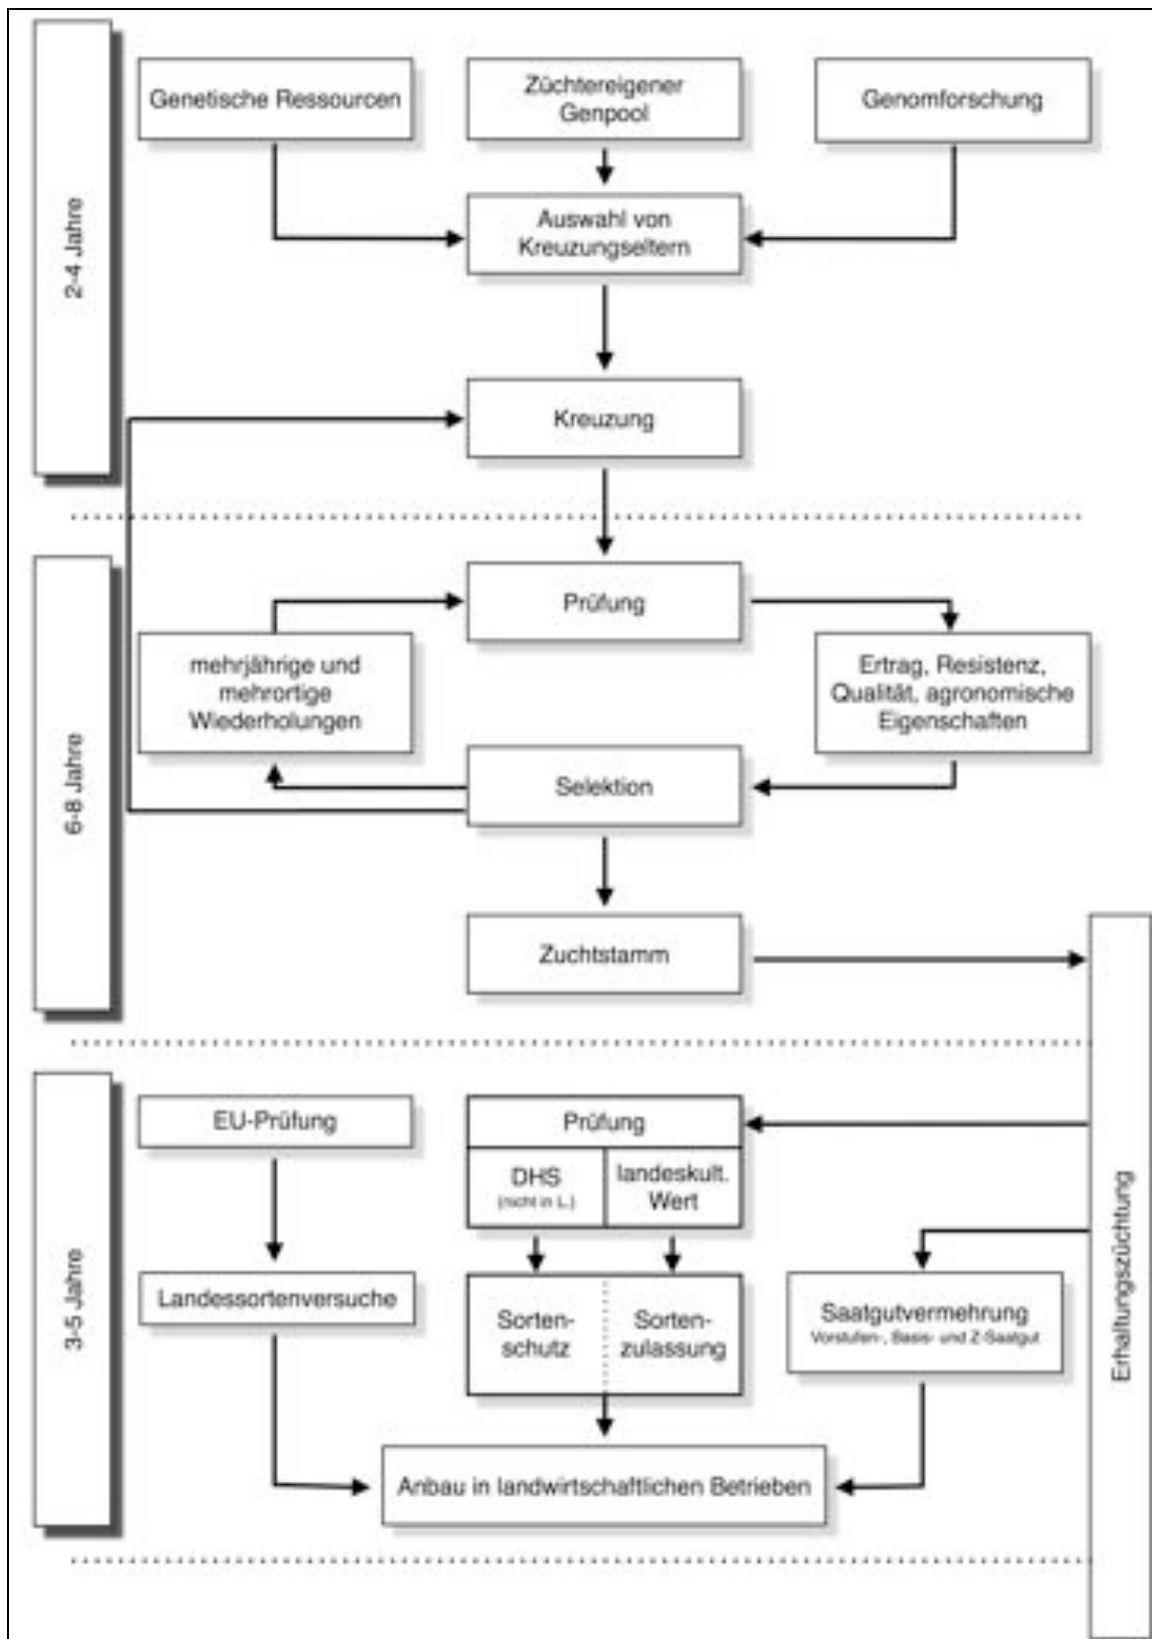 2-4 Jahre
Genetische Ressourcen
Züchtereigener
Genpool
Genomforschung
Auswahl von
Kreuzungseltern
Kreuzung
6-8 Jahre
Prüfung
mehrjährige und
mehrortige
Wiederholungen
Ertrag, Resistenz,
Qualität, agronomische
Eigenschaften
Selektion
Zuchtstamm
3-5 Jahre
EU-Prüfung
Prüfung
DHS
(nicht in L.)
landeskult.
Wert
Landessortenversuche
Sorten-
schutz
Sorten-
zulassung
Saatgutvermehrung
Vorstufen-, Basis- und Z-Saatgut
Anbau in landwirtschaftlichen Betrieben
Erhaltungszüchtung